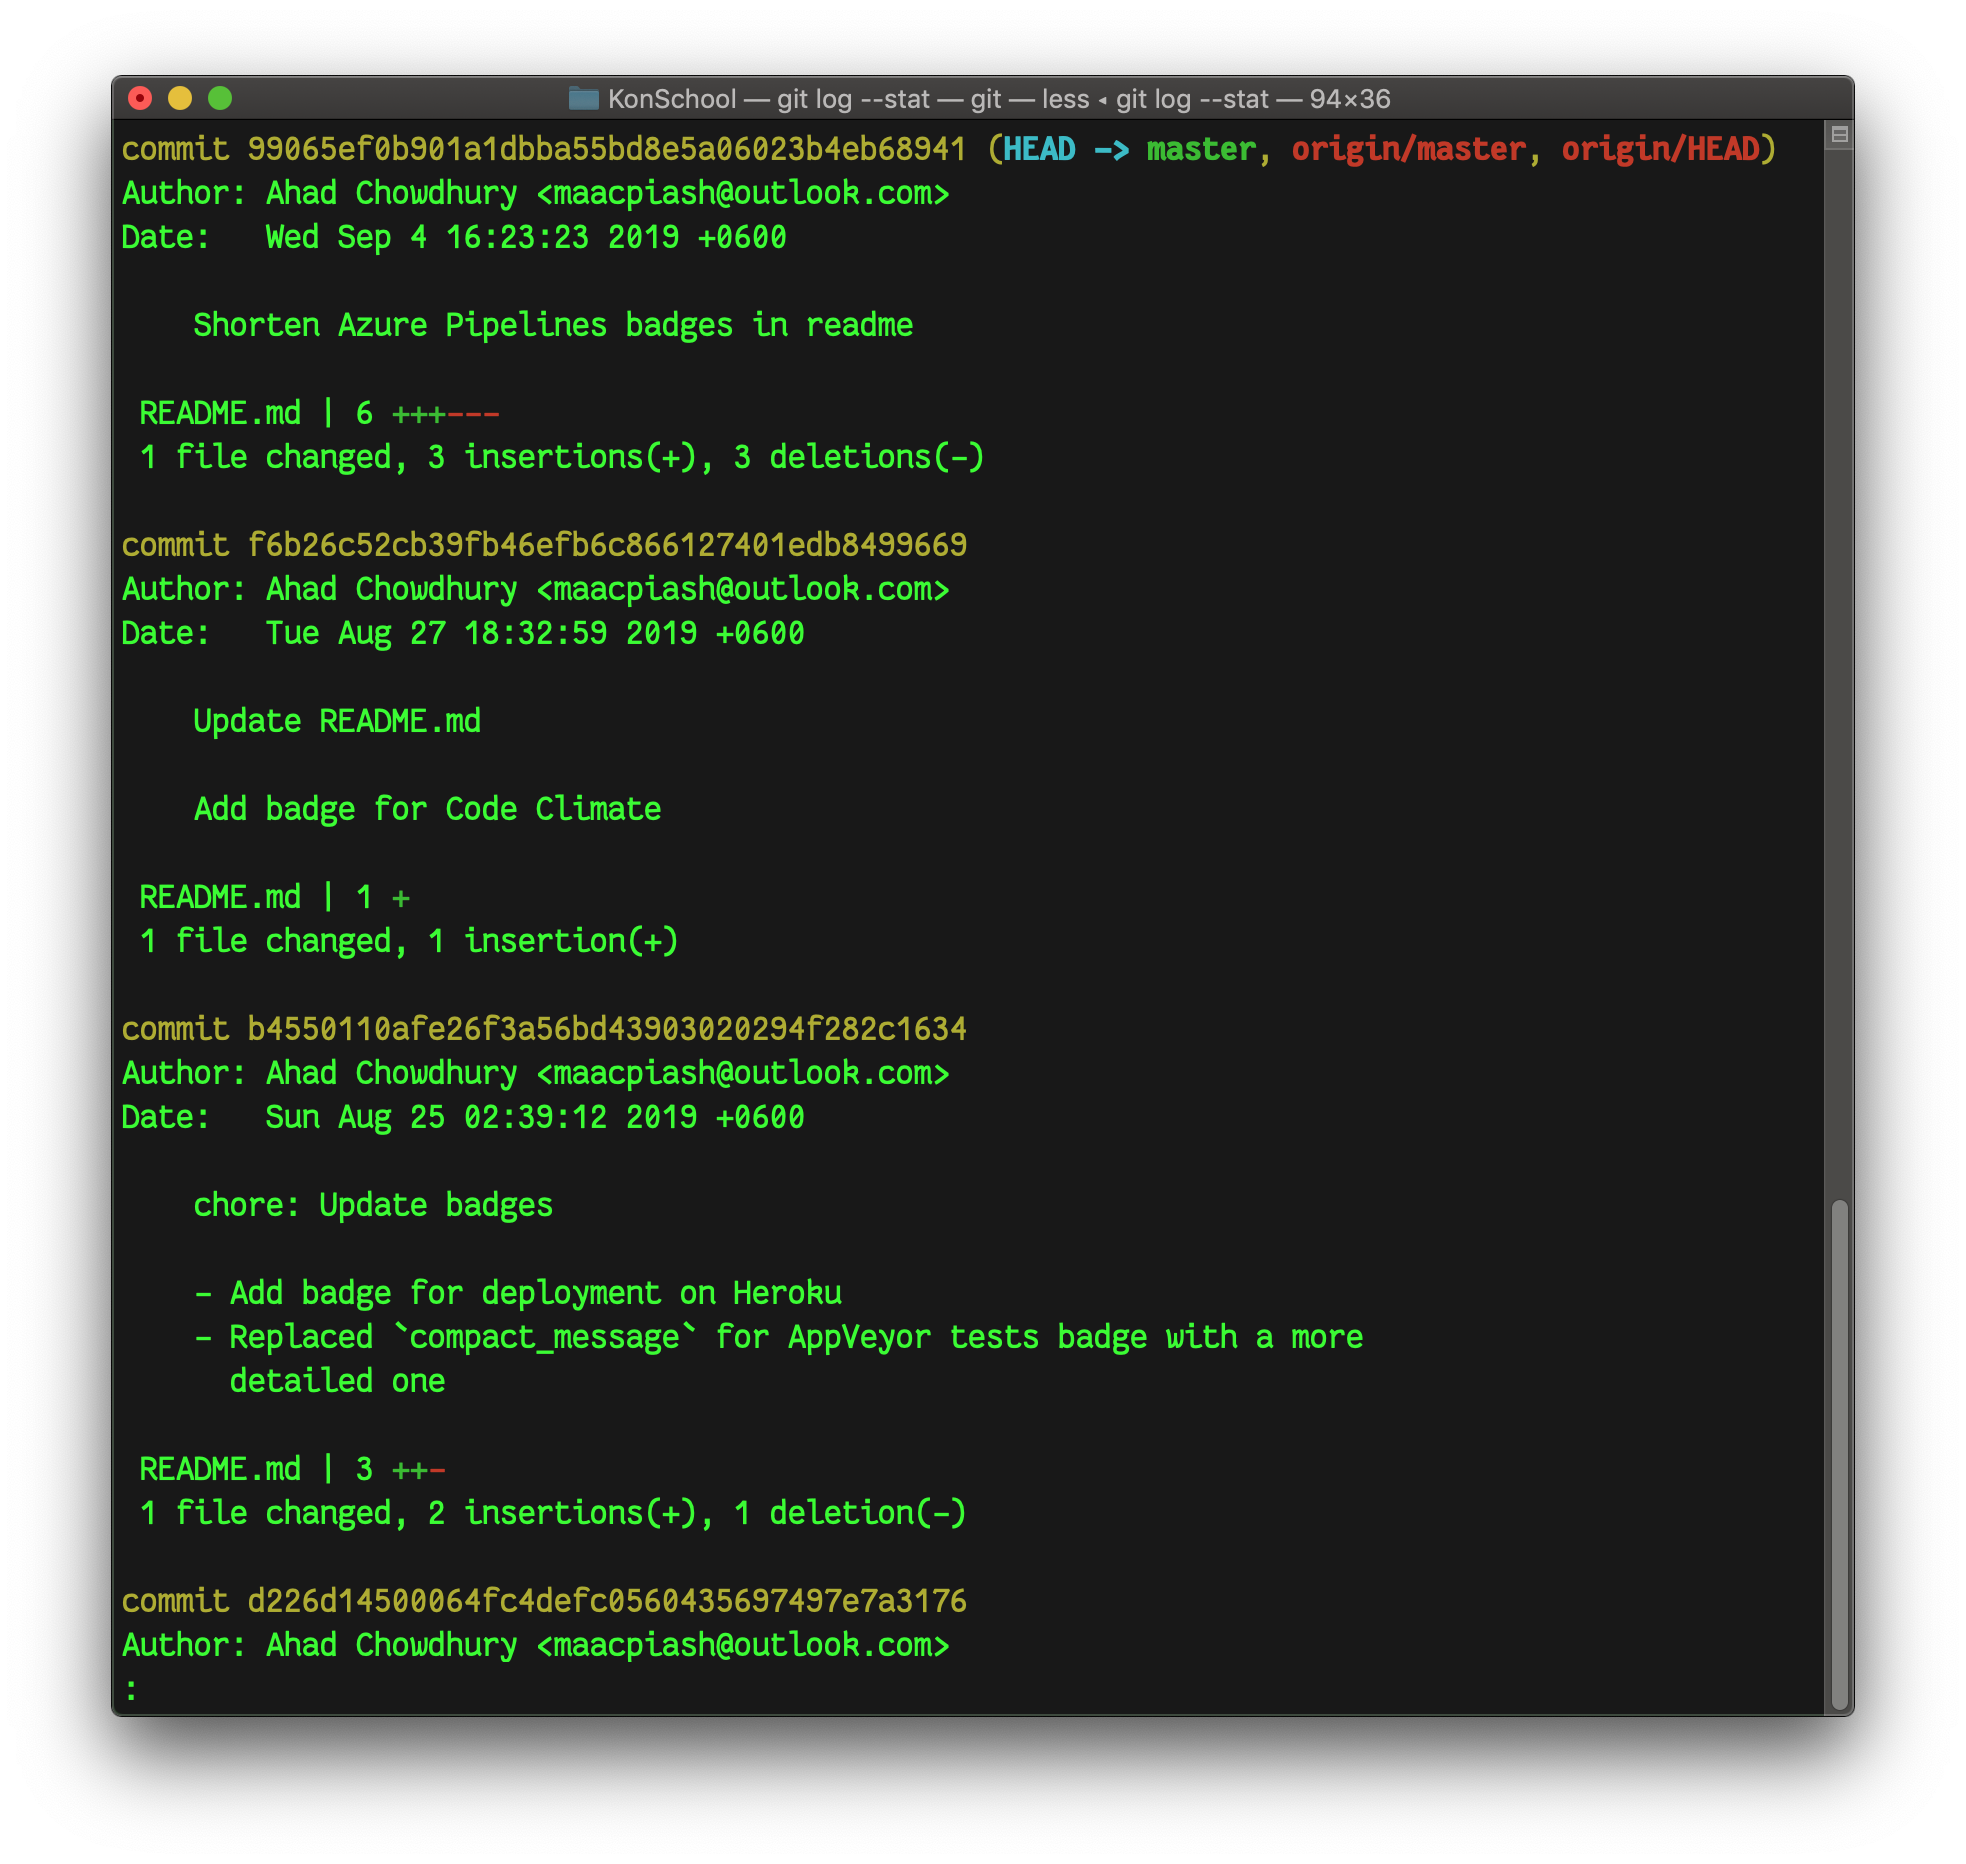 KonSchool — git log --stat — git — less ◂ git log --stat — 94×36
commit 99065ef0b901a1dbba55bd8e5a06023b4eb68941 (HEAD -> master, origin/master, origin/HEAD)
Author: Ahad Chowdhury <maacpiash@outlook.com>
Date:   Wed Sep 4 16:23:23 2019 +0600
    Shorten Azure Pipelines badges in readme
 README.md | 6 +++---
 1 file changed, 3 insertions(+), 3 deletions(-)
commit f6b26c52cb39fb46efb6c866127401edb8499669
Author: Ahad Chowdhury <maacpiash@outlook.com>
Date:   Tue Aug 27 18:32:59 2019 +0600
    Update README.md
    Add badge for Code Climate
 README.md | 1 +
 1 file changed, 1 insertion(+)
commit b4550110afe26f3a56bd43903020294f282c1634
Author: Ahad Chowdhury <maacpiash@outlook.com>
Date:   Sun Aug 25 02:39:12 2019 +0600
    chore: Update badges
    - Add badge for deployment on Heroku
    - Replaced `compact_message` for AppVeyor tests badge with a more
      detailed one
 README.md | 3 ++-
 1 file changed, 2 insertions(+), 1 deletion(-)
commit d226d14500064fc4defc0560435697497e7a3176
Author: Ahad Chowdhury <maacpiash@outlook.com>
: